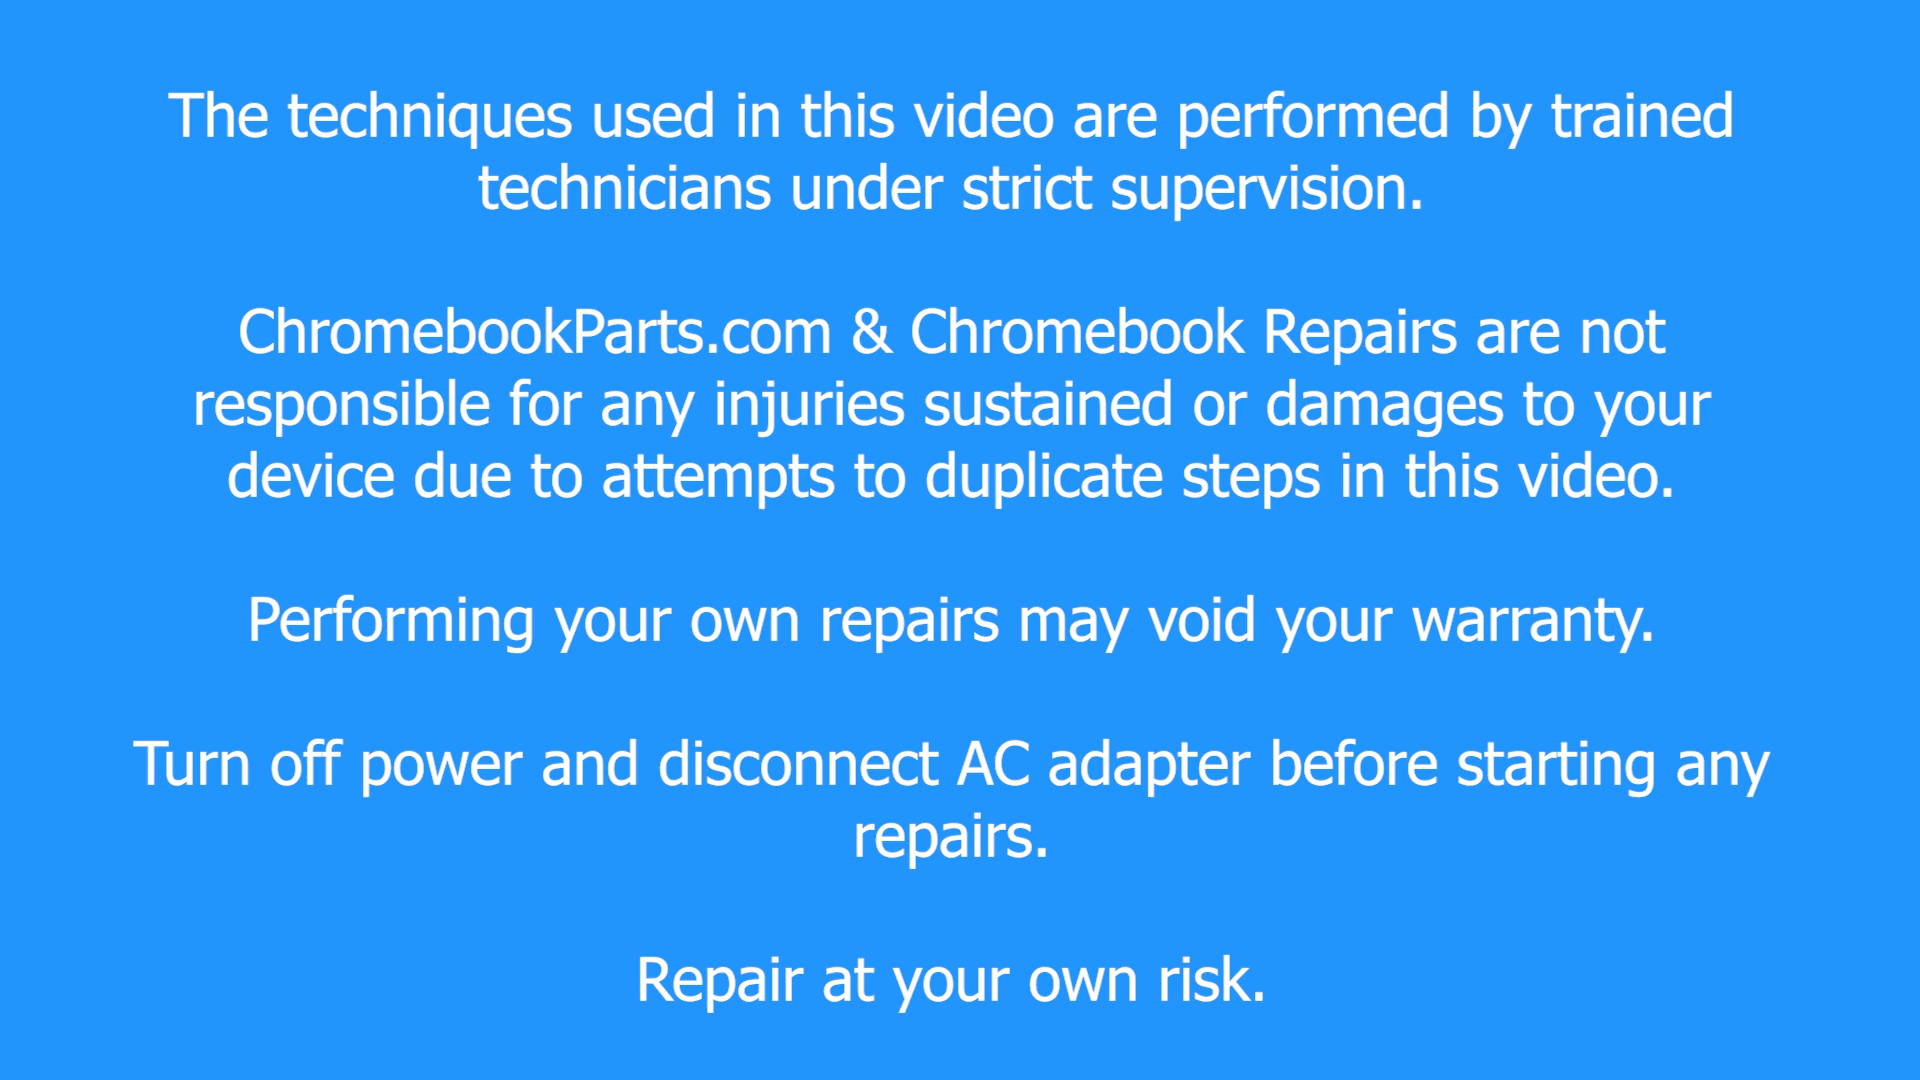 The techniques used in this video are performed by trained
technicians under strict supervision.
ChromebookParts.com & Chromebook Repairs are not
responsible for any injuries sustained or damages to your
device due to attempts to duplicate steps in this video.
Performing your own repairs may void your warranty.
Turn off power and disconnect AC adapter before starting any
repairs.
Repair at your own risk.